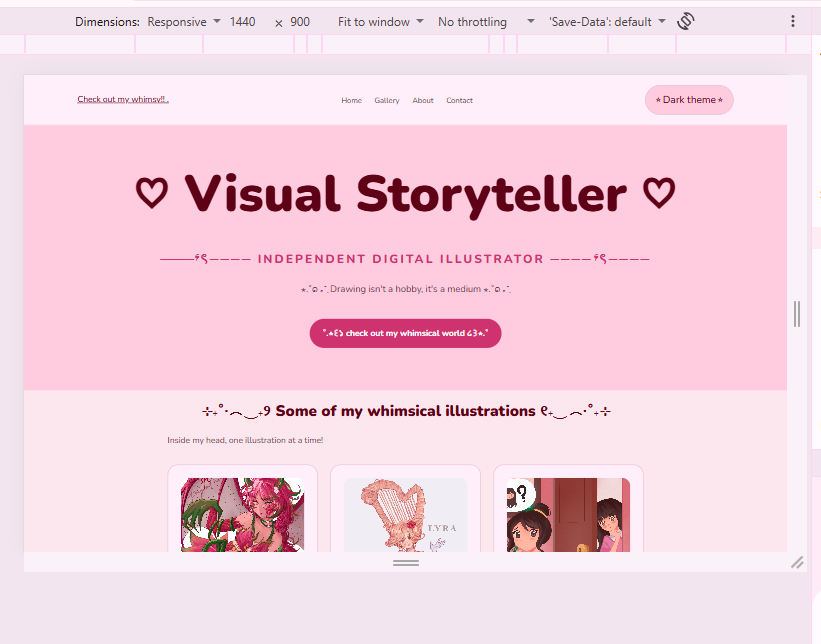 Dimensions: Responsive 1440 × 900 Fit to window No throttling 'Save-Data': default
Check out my whimsy!! . Home Gallery About Contact ⭑Dark theme⭑
♡ Visual Storyteller ♡
INDEPENDENT DIGITAL ILLUSTRATOR
Drawing isn't a hobby, it's a medium
check out my whimsical world
Some of my whimsical illustrations
Inside my head, one illustration at a time!
LYRA
?